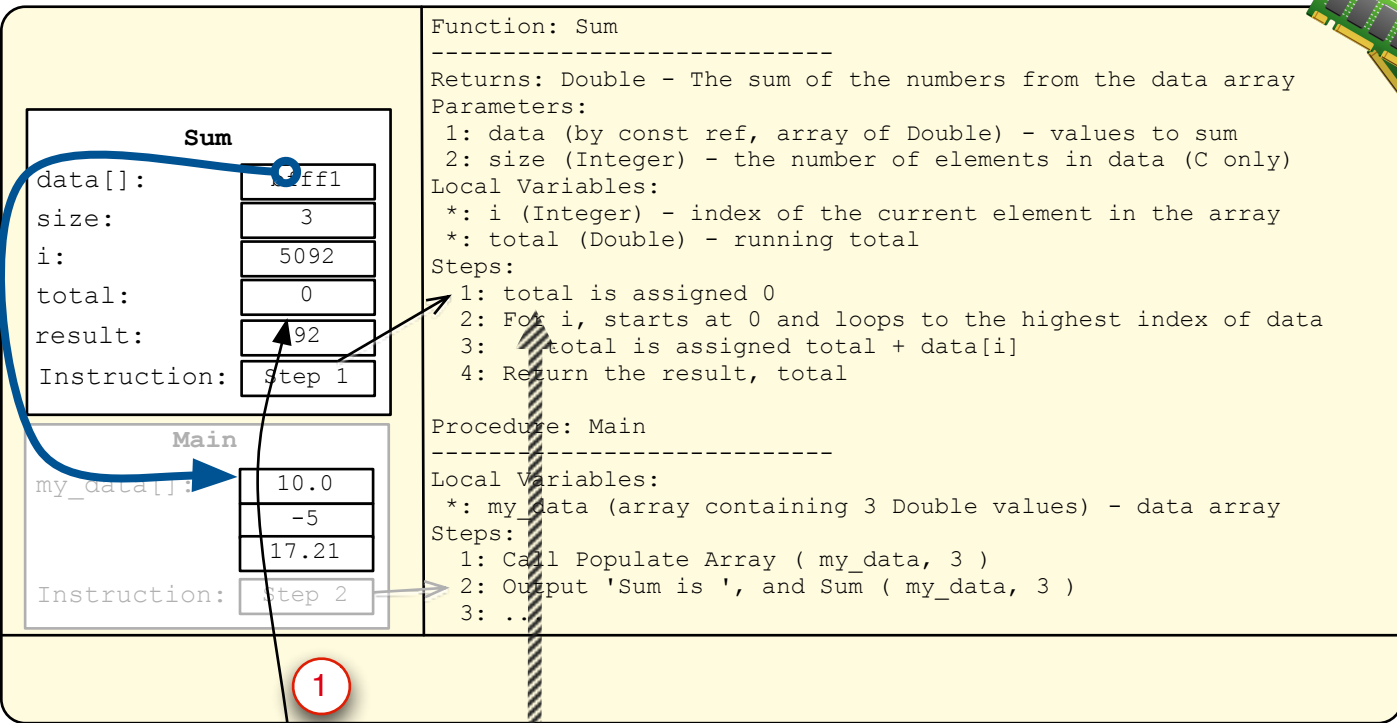 Function: Sum
----------------------------
Returns: Double - The sum of the numbers from the data array
Parameters:
1: data (by const ref, array of Double) - values to sum
2: size (Integer) - the number of elements in data (C only)
Local Variables:
*: i (Integer) - index of the current element in the array
*: total (Double) - running total
Steps:
1: total is assigned 0
2: For i, starts at 0 and loops to the highest index of data
3: total is assigned total + data[i]
4: Return the result, total
Procedure: Main
----------------------------
Local Variables:
*: my_data (array containing 3 Double values) - data array
Steps:
1: Call Populate Array ( my_data, 3 )
2: Output 'Sum is ', and Sum ( my_data, 3 )
3: ..
Sum
data[]:
size: 3
i: 5092
total: 0
result:
Instruction: Step 1
Main
my_data[]: 10.0
-5
17.21
Instruction: Step 2
1